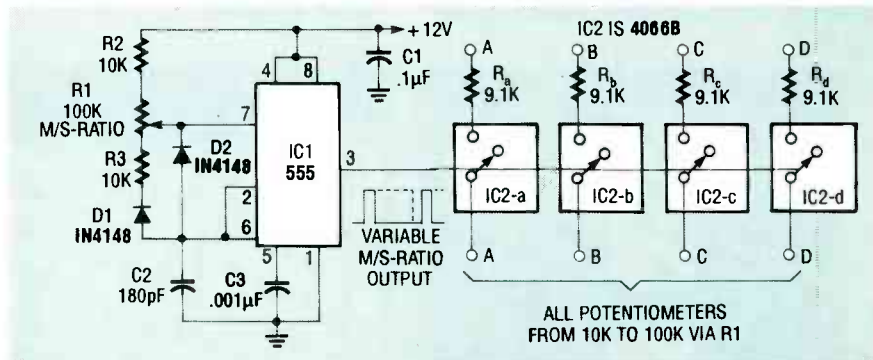 +12V
R2
10K
R1
100K
M/S-RATIO
R3
10K
D1
IN4148
C2
180pF
D2
IN4148
C3
.001µF
C1
.1µF
4
8
7
2
6
5
1
3
IC1
555
VARIABLE
M/S-RATIO
OUTPUT
IC2 IS 4066B
A
B
C
D
Ra
9.1K
Rb
9.1K
Rc
9.1K
Rd
9.1K
IC2-a
IC2-b
IC2-c
IC2-d
A
B
C
D
ALL POTENTIOMETERS
FROM 10K TO 100K VIA R1